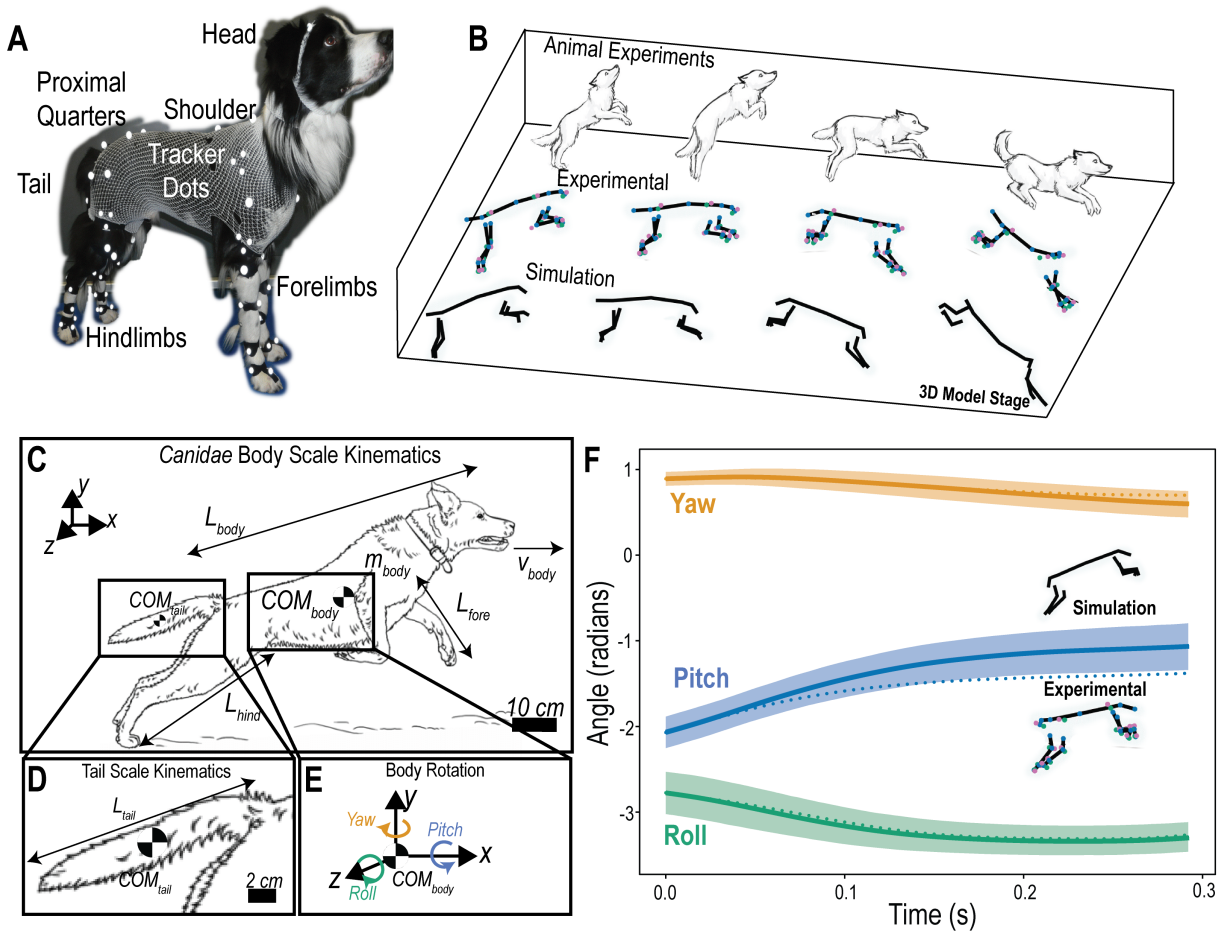 A
Head
Proximal
Quarters
Shoulder
Tracker
Dots
Tail
Forelimbs
Hindlimbs
B
Animal Experiments
Experimental
Simulation
3D Model Stage
C
Canidae Body Scale Kinematics
y
x
z
L_body
m_body
v_body
COM_tail
COM_body
L_fore
L_hind
10 cm
D
Tail Scale Kinematics
L_tail
COM_tail
2 cm
E
Body Rotation
y
Yaw
Pitch
x
z
COM_body
Roll
F
1
Yaw
0
Simulation
-1
Pitch
Experimental
-2
-3
Roll
Angle (radians)
0.0
0.1
0.2
0.3
Time (s)